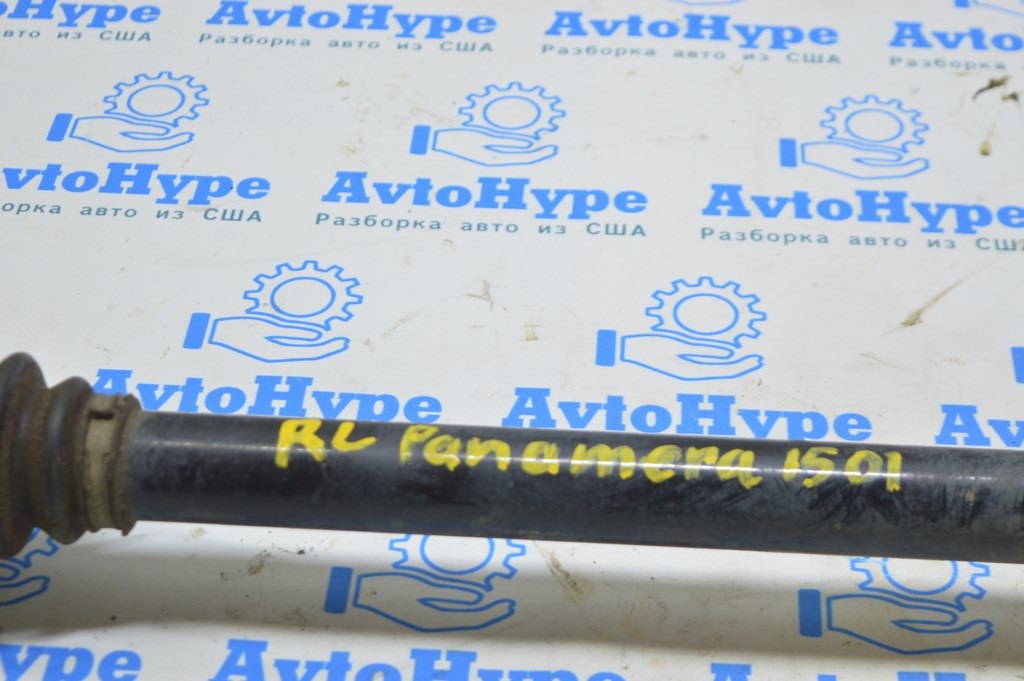 AvtoHype AvtoHype AvtoHype
авто из США Разборка авто из США Разборка авто из США Разборка
AvtoHype AvtoHype AvtoHype
авто из США Разборка авто из США Разборка авто из США
AvtoHype AvtoHype
RL Panamera 1501
AvtoHype